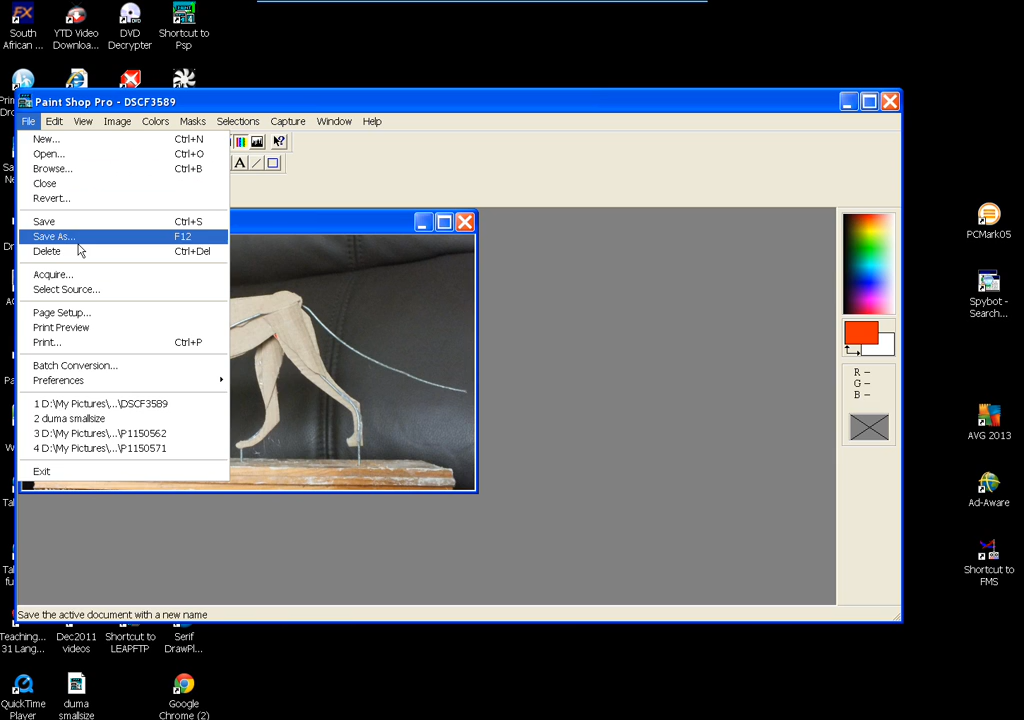 South
African ...
YTD Video
Downloa...
DVD
Decrypter
Shortcut to
Psp
Paint Shop Pro - DSCF3589
File Edit View Image Colors Masks Selections Capture Window Help
New... Ctrl+N
Open... Ctrl+O
Browse... Ctrl+B
Close
Revert...
Save Ctrl+S
Save As... F12
Delete Ctrl+Del
Acquire...
Select Source...
Page Setup...
Print Preview
Print... Ctrl+P
Batch Conversion...
Preferences
1 D:\My Pictures\...\DSCF3589
2 duma smallsize
3 D:\My Pictures\...\P1150562
4 D:\My Pictures\...\P1150571
Exit
R -
G -
B -
Save the active document with a new name
PCMark05
Spybot -
Search...
AVG 2013
Ad-Aware
Shortcut to
FMS
Teaching...
31 Lang...
Dec2011
videos
Shortcut to
LEAPFTP
Serif
DrawPl...
QuickTime
Player
duma
smallsize
Google
Chrome (2)